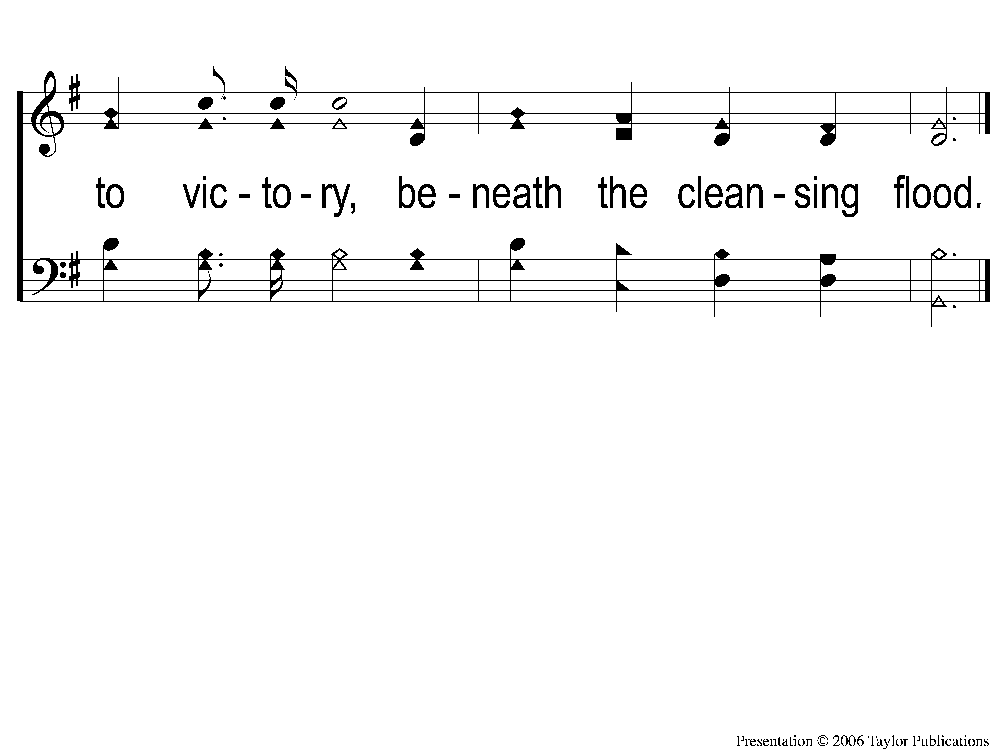 to vic - to - ry, be - neath the clean - sing flood.
Presentation © 2006 Taylor Publications